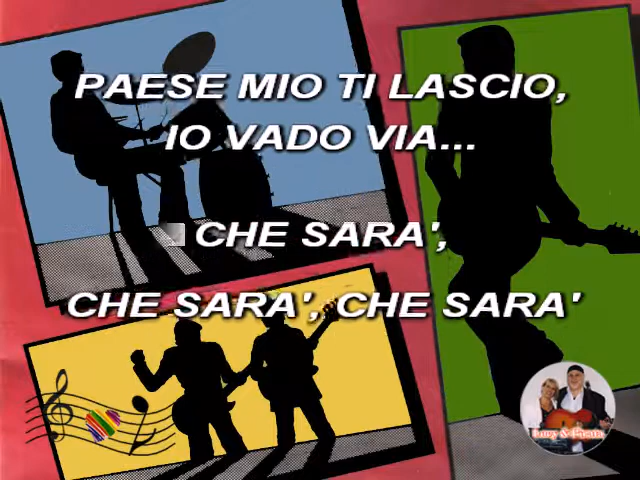 PAESE MIO TI LASCIO,
IO VADO VIA...
CHE SARA',
CHE SARA', CHE SARA'